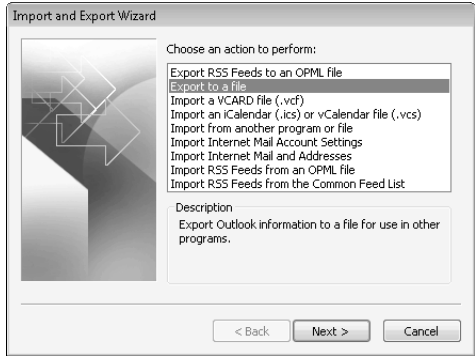 Import and Export Wizard
Choose an action to perform:
Export RSS Feeds to an OPML file
Export to a file
Import a VCARD file (.vcf)
Import an iCalendar (.ics) or vCalendar file (.vcs)
Import from another program or file
Import Internet Mail Account Settings
Import Internet Mail and Addresses
Import RSS Feeds from an OPML file
Import RSS Feeds from the Common Feed List
Description
Export Outlook information to a file for use in other
programs.
< Back Next > Cancel